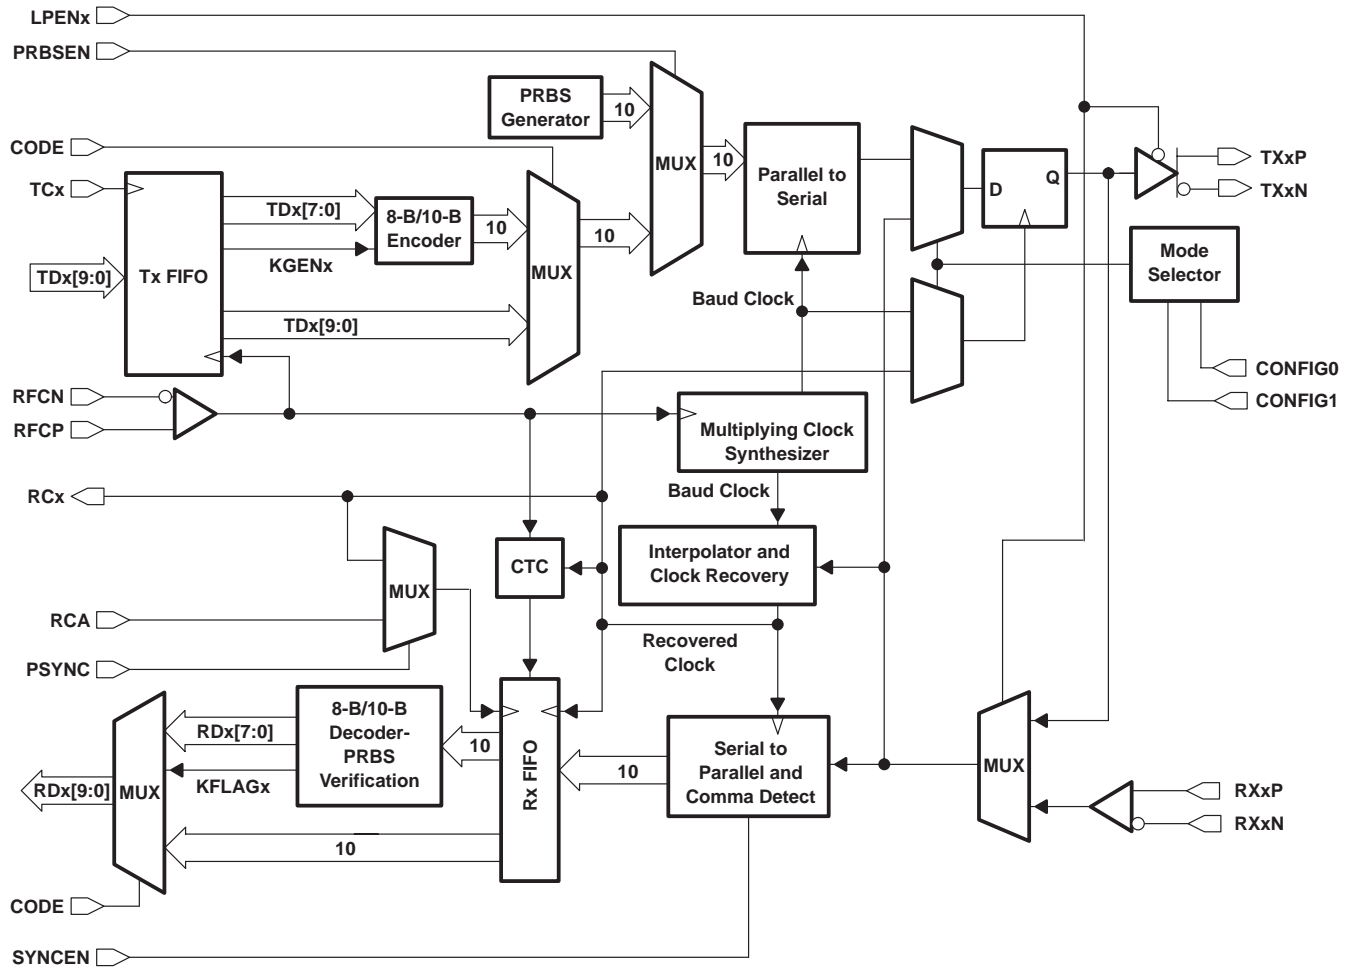 LPENx
PRBSEN
PRBS
Generator
10
MUX
CODE
TCx
TDx[7:0]
8-B/10-B
Encoder
10
KGENx
TDx[9:0]
Tx FIFO
TDx[9:0]
MUX
10
10
Parallel to
Serial
Baud Clock
D
Q
TXxP
TXxN
Mode
Selector
CONFIG0
CONFIG1
RFCN
RFCP
Multiplying Clock
Synthesizer
Baud Clock
RCx
CTC
Interpolator and
Clock Recovery
MUX
RCA
PSYNC
Recovered
Clock
8-B/10-B
Decoder-
PRBS
Verification
RDx[7:0]
KFLAGx
RDx[9:0]
MUX
10
10
Rx FIFO
10
Serial to
Parallel and
Comma Detect
MUX
RXxP
RXxN
CODE
SYNCEN